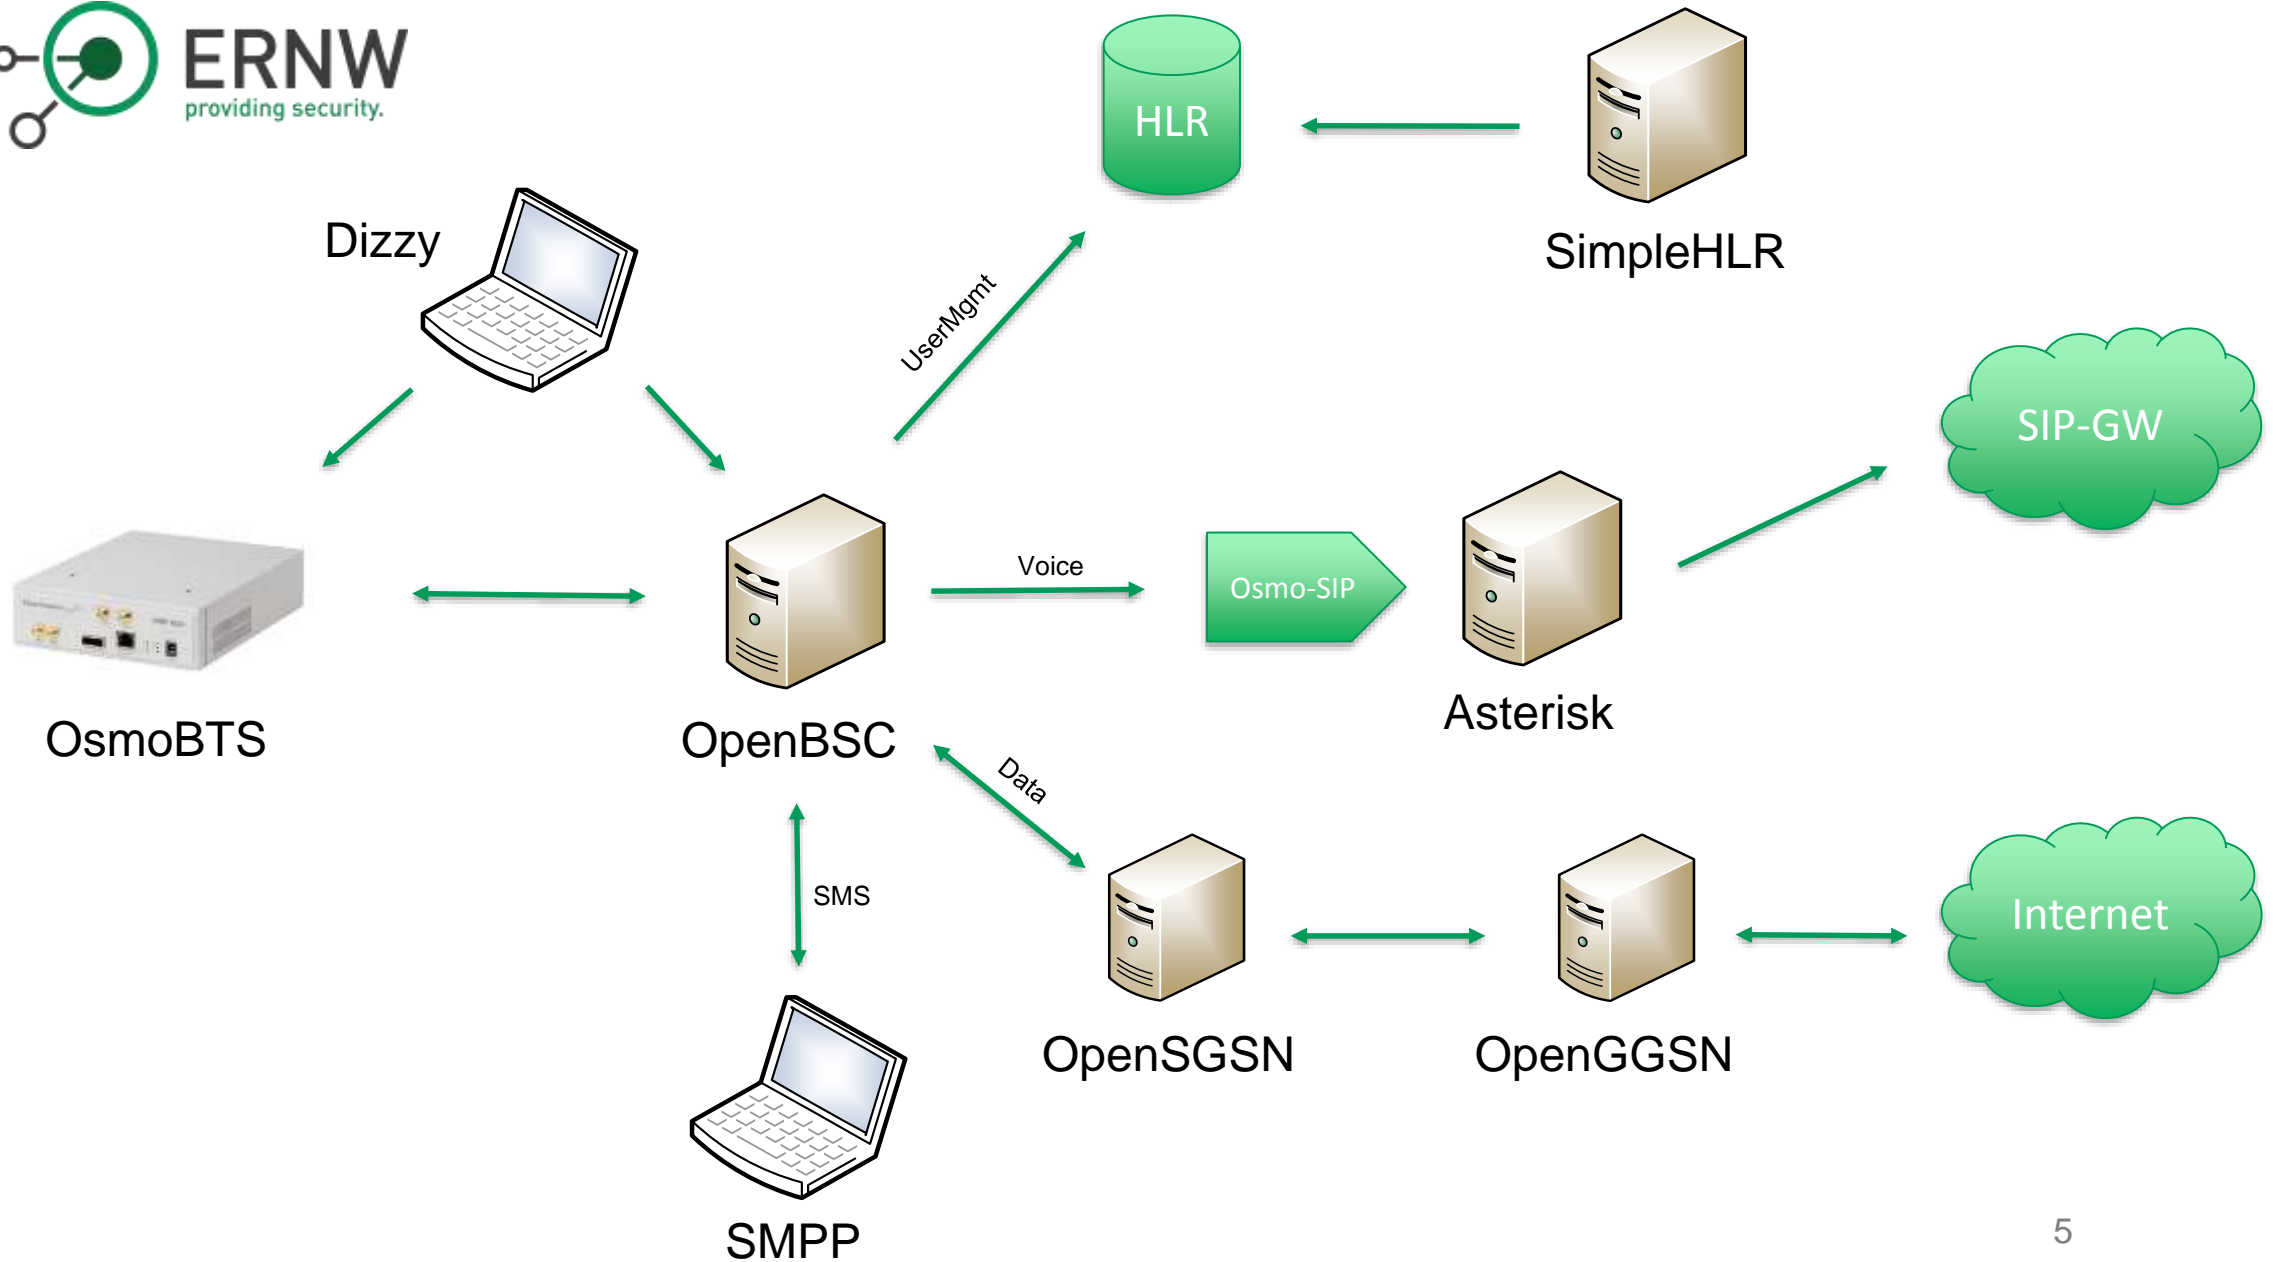 ERNW
providing security.
HLR
Dizzy
SimpleHLR
UserMgmt
SIP-GW
Voice
Osmo-SIP
OsmoBTS
OpenBSC
Asterisk
Data
SMS
Internet
OpenSGSN
OpenGGSN
SMPP
5